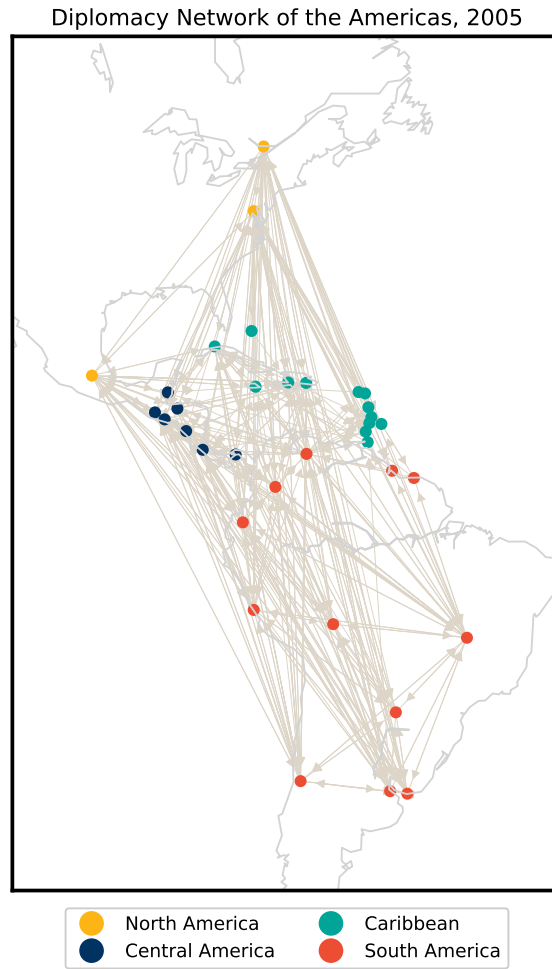 Diplomacy Network of the Americas, 2005
North America
Caribbean
Central America
South America